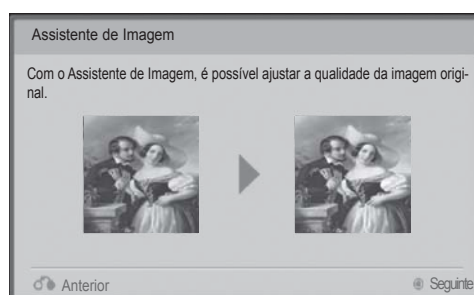 Assistente de Imagem
Com o Assistente de Imagem, é possível ajustar a qualidade da imagem origi-
nal.
Anterior
Seguinte